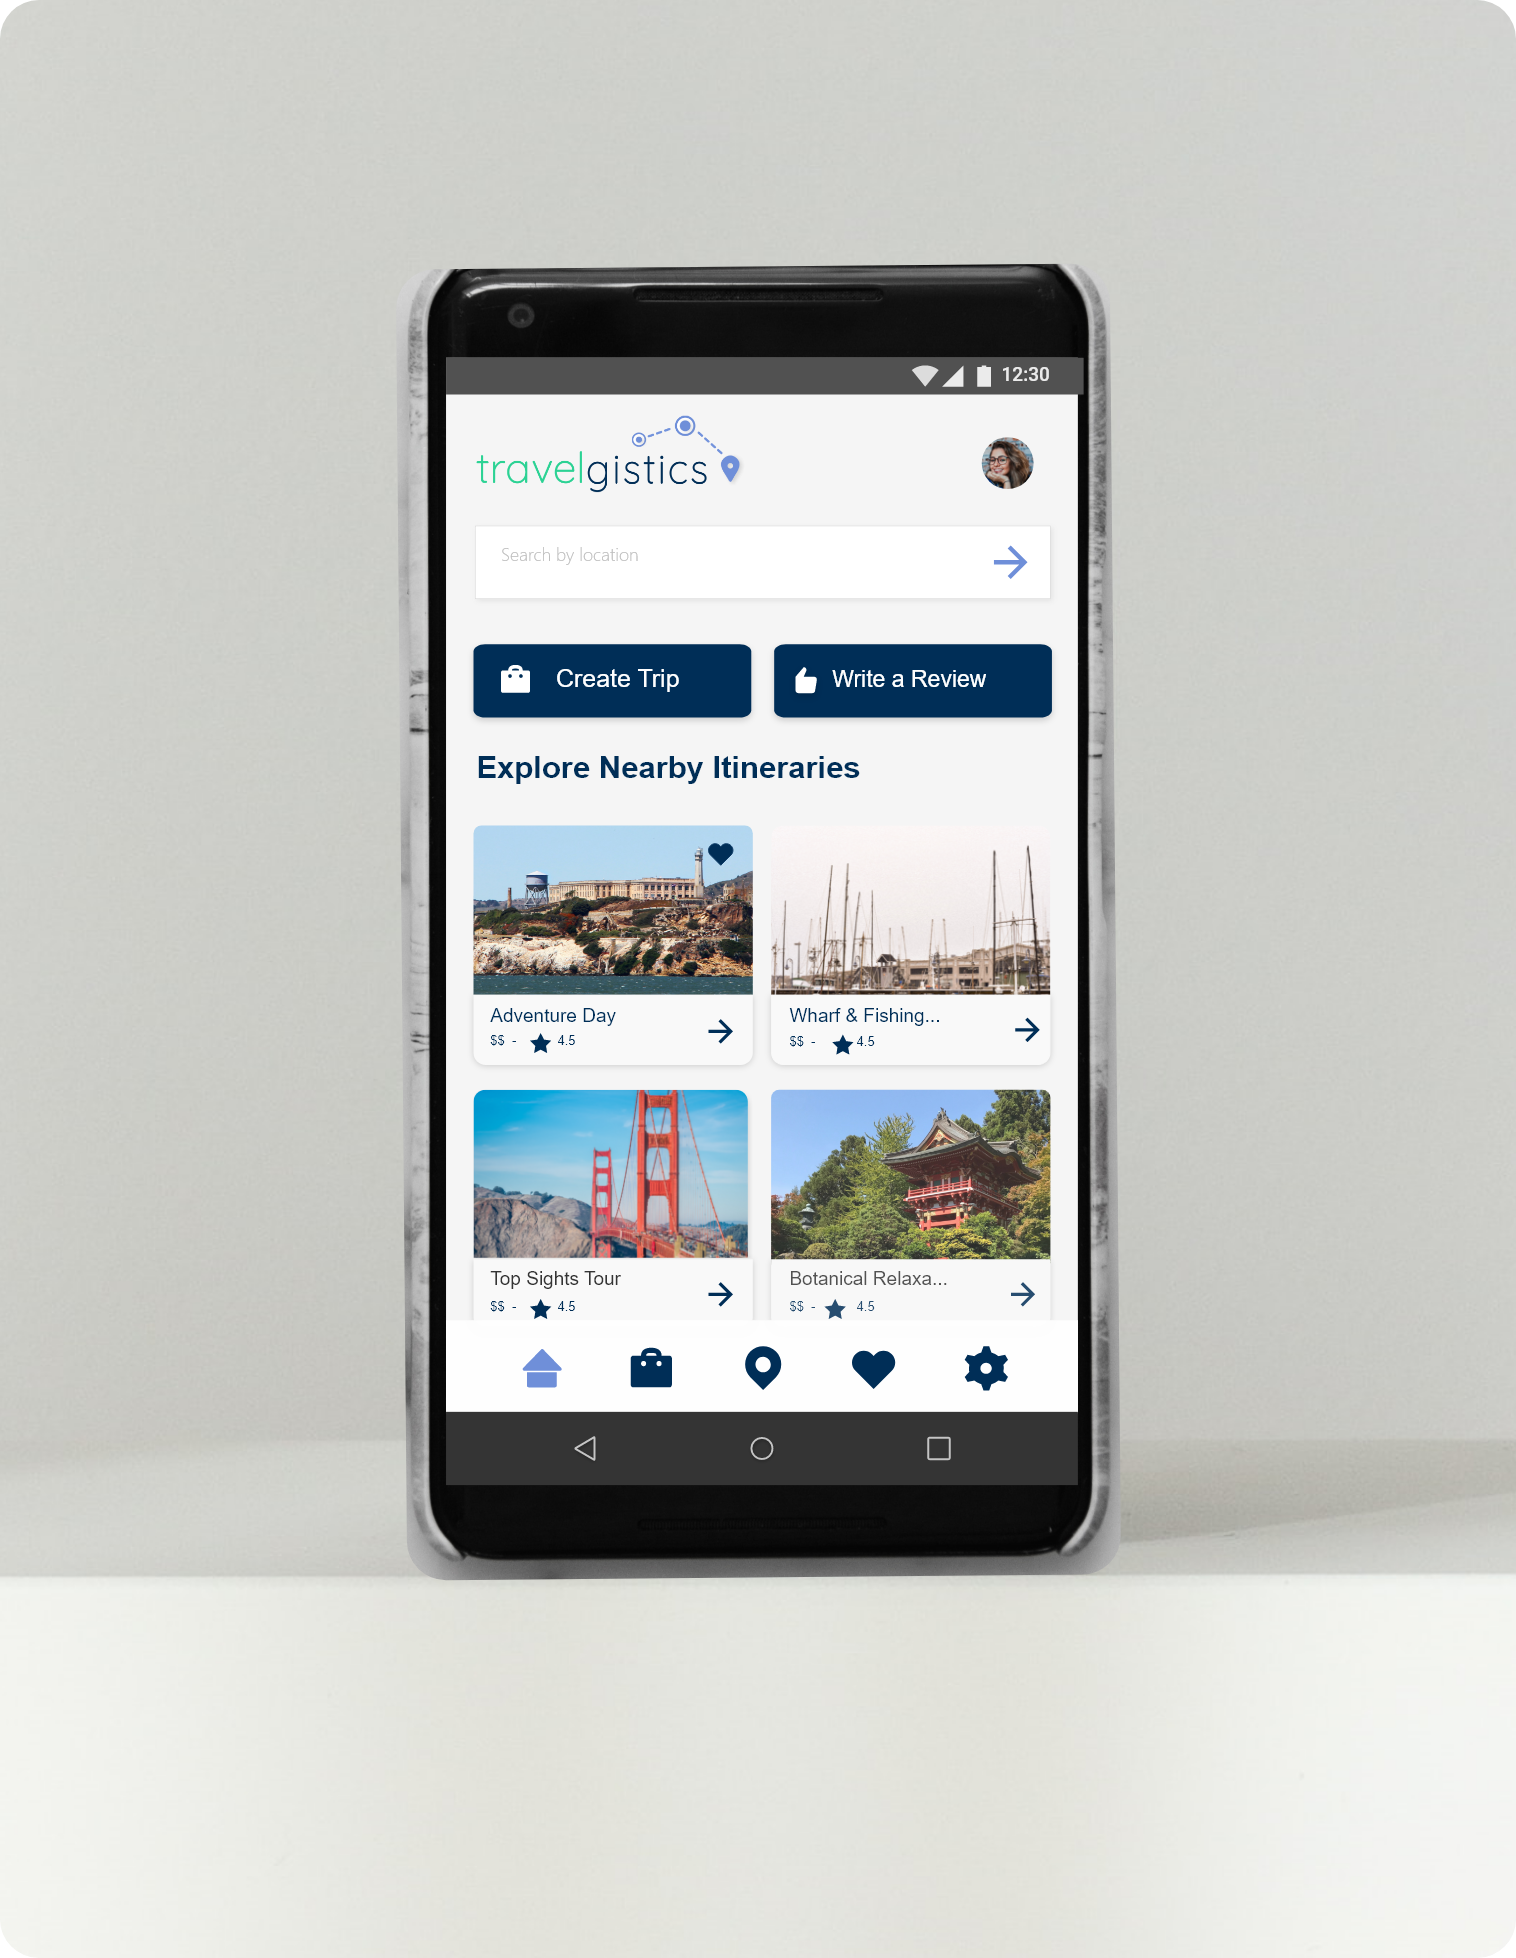 12:30
travelgistics
Search by location
Create Trip
Write a Review
Explore Nearby Itineraries
Adventure Day
$$ - 4.5
Wharf & Fishing...
$$ - 4.5
Top Sights Tour
$$ - 4.5
Botanical Relaxa...
$$ - 4.5